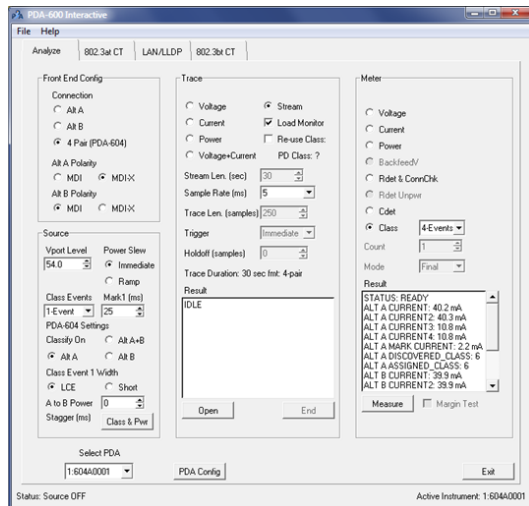 PDA-600 Interactive
File Help
Analyze 802.3at CT LAN/LLDP 802.3bt CT
Front End Config
Connection
Alt A
Alt B
4 Pair (PDA-604)
Alt A Polarity
MDI MDI-X
Alt B Polarity
MDI MDI-X
Source
Vport Level Power Slew
54.0 Immediate
Ramp
Class Events Mark1 (ms)
1-Event 25
PDA-604 Settings
Classify On Alt A+B
Alt A Alt B
Class Event 1 Width
LCE Short
A to B Power 0
Stagger (ms) Class & Pwr
Trace
Voltage Stream
Current Load Monitor
Power Re-use Class:
Voltage+Current PD Class: ?
Stream Len. (sec) 30
Sample Rate (ms) 5
Trace Len. (samples) 250
Trigger Immediate
Holdoff (samples) 0
Trace Duration: 30 sec fmt: 4-pair
Result
IDLE
Open End
Meter
Voltage
Current
Power
BackfeedV
Rdet & ConnChk
Rdet Unpwr
Cdet
Class 4-Events
Count 1
Mode Final
Result
STATUS: READY
ALT A CURRENT: 40.2 mA
ALT A CURRENT2: 40.3 mA
ALT A CURRENT3: 10.8 mA
ALT A CURRENT4: 10.8 mA
ALT A MARK CURRENT: 2.2 mA
ALT A DISCOVERED_CLASS: 6
ALT A ASSIGNED_CLASS: 6
ALT B CURRENT: 39.9 mA
ALT B CURRENT2: 39.9 mA
Measure Margin Test
Select PDA
1:604A0001 PDA Config Exit
Status: Source OFF Active Instrument: 1:604A0001